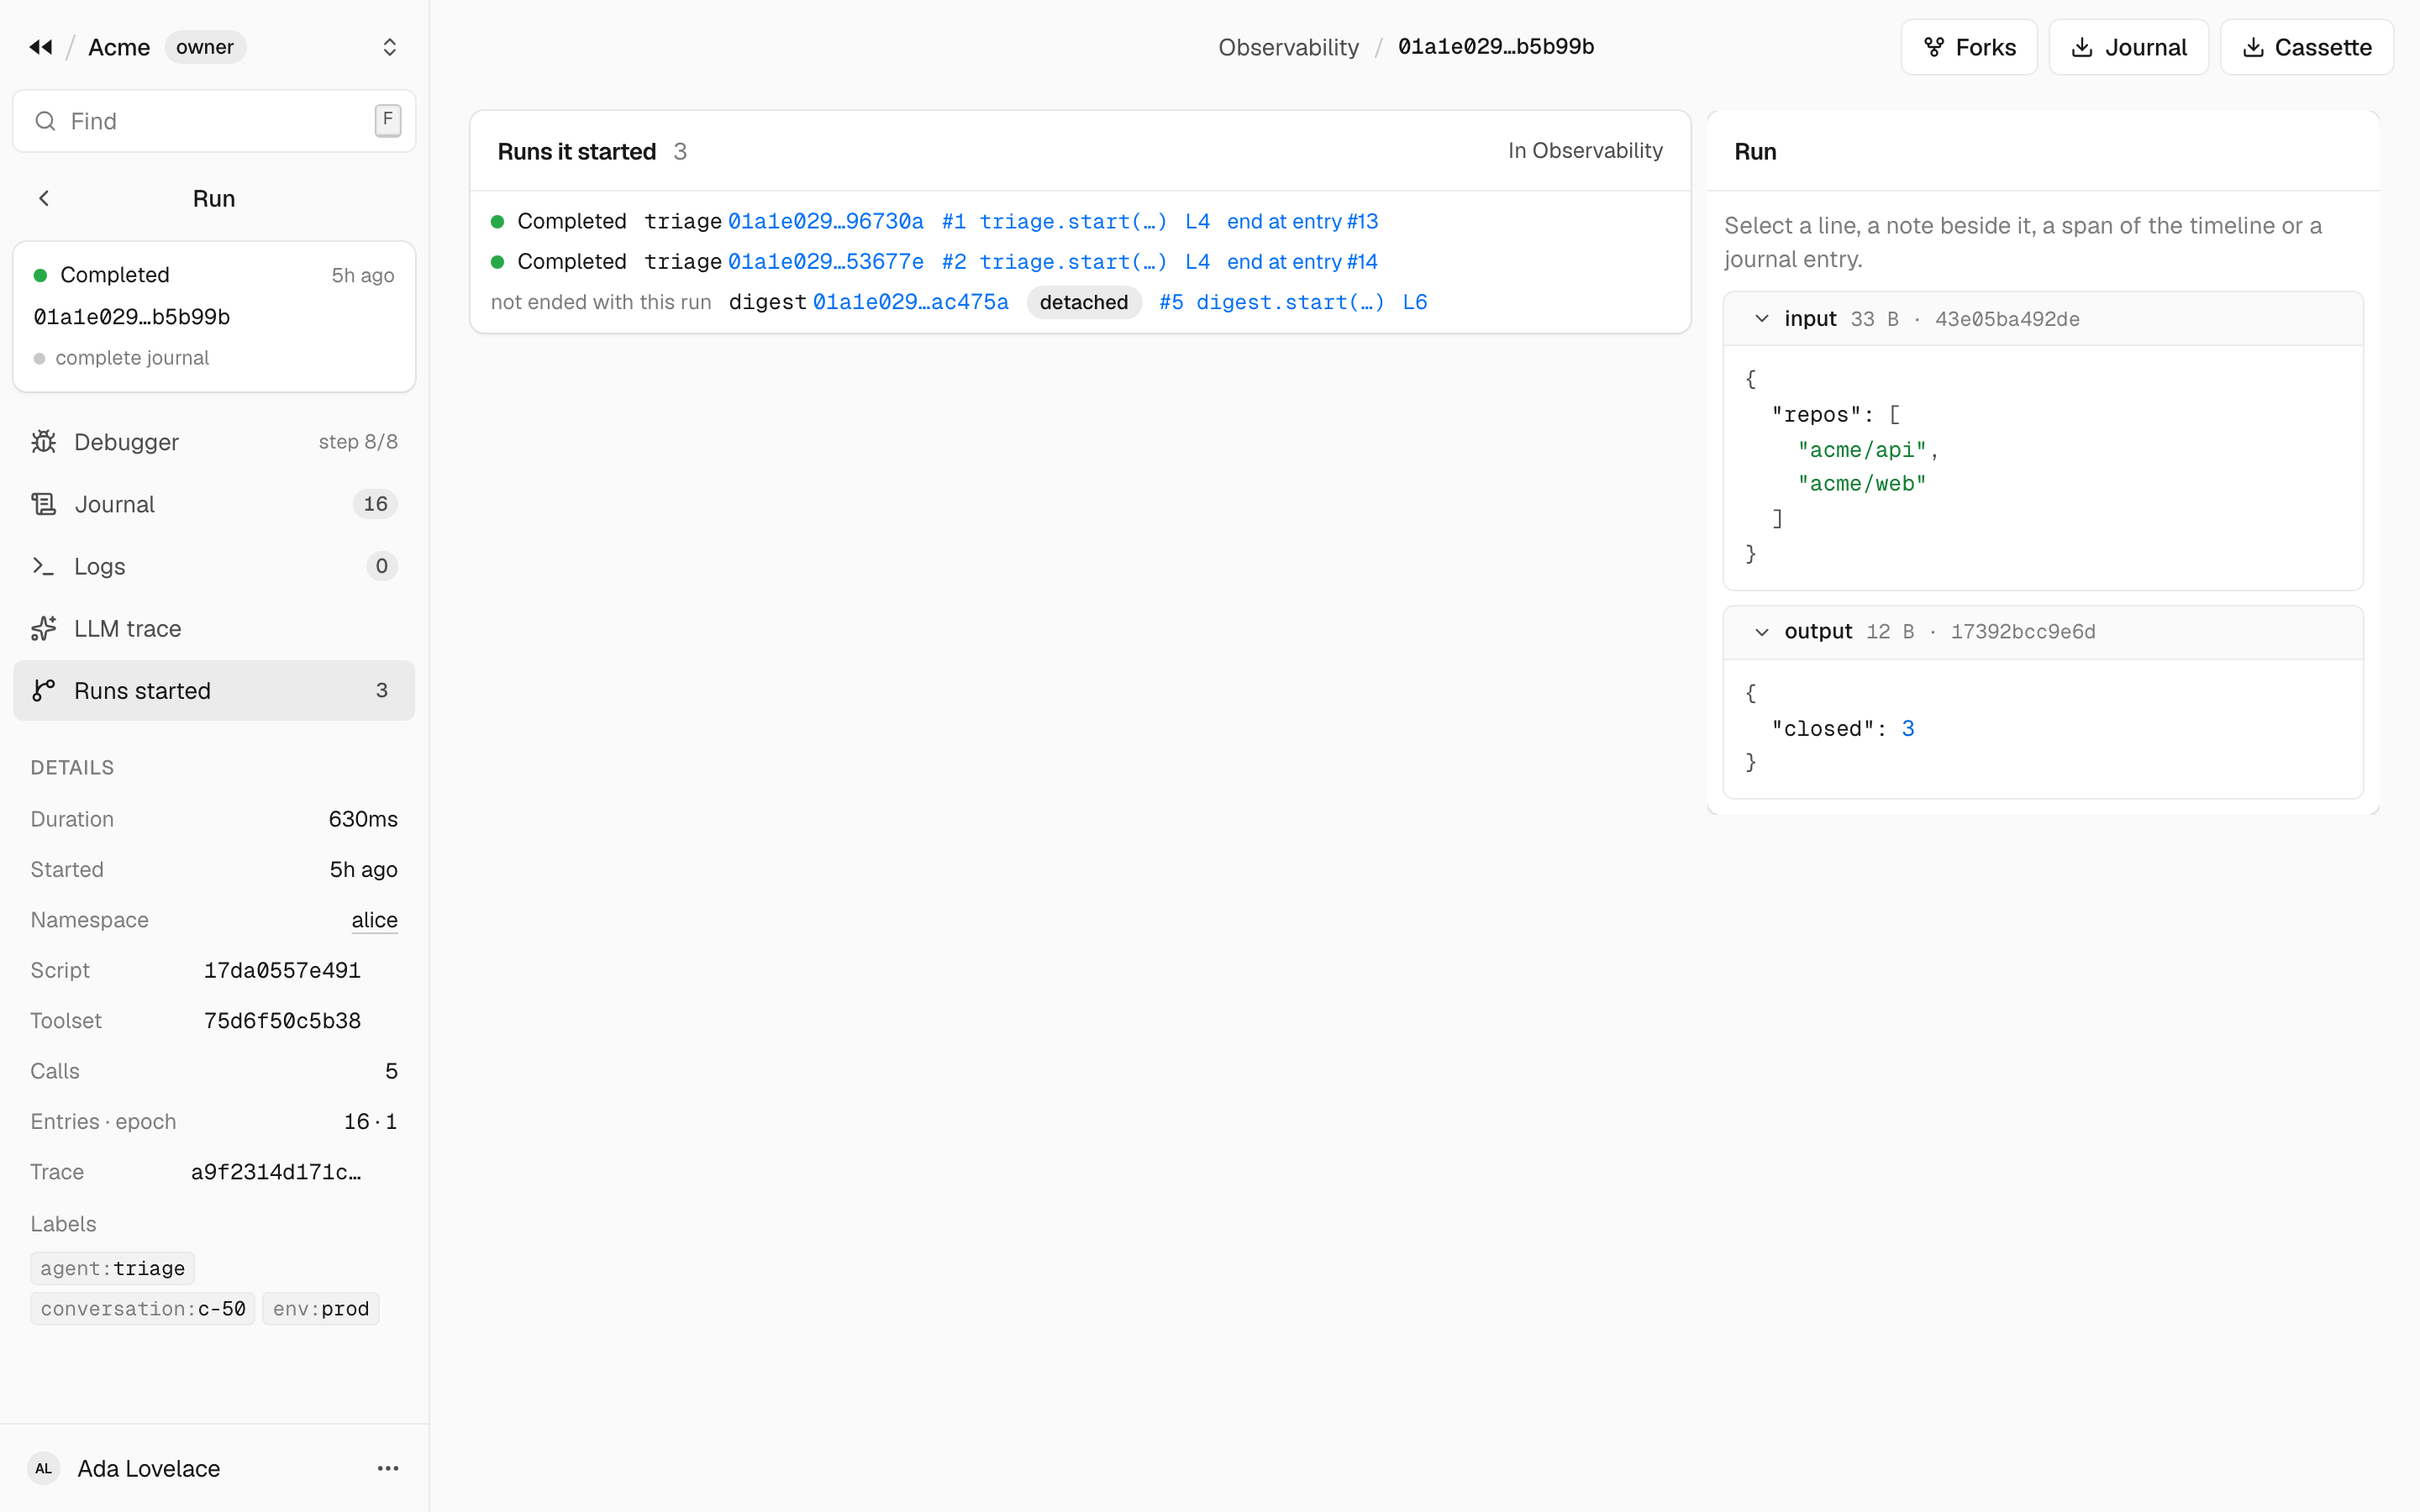 / Acme owner
Find F
Run
Completed 5h ago
01a1e029…b5b99b
complete journal
Debugger step 8/8
Journal 16
Logs 0
LLM trace
Runs started 3
DETAILS
Duration 630ms
Started 5h ago
Namespace alice
Script 17da0557e491
Toolset 75d6f50c5b38
Calls 5
Entries · epoch 16 · 1
Trace a9f2314d171c…
Labels
agent:triage
conversation:c-50 env:prod
AL Ada Lovelace
Observability / 01a1e029…b5b99b
Forks Journal Cassette
Runs it started 3 In Observability
Completed triage 01a1e029…96730a #1 triage.start(…) L4 end at entry #13
Completed triage 01a1e029…53677e #2 triage.start(…) L4 end at entry #14
not ended with this run digest 01a1e029…ac475a detached #5 digest.start(…) L6
Run
Select a line, a note beside it, a span of the timeline or a
journal entry.
input 33 B · 43e05ba492de
{
"repos": [
"acme/api",
"acme/web"
]
}
output 12 B · 17392bcc9e6d
{
"closed": 3
}